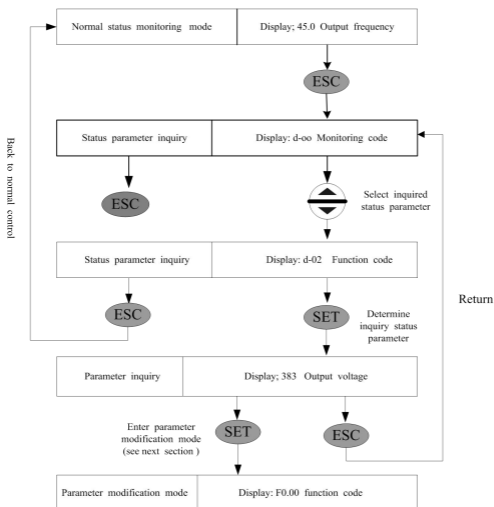 Normal status monitoring mode
Display; 45.0 Output frequency
ESC
Status parameter inquiry
Display: d-oo Monitoring code
ESC
Select inquired
status parameter
Status parameter inquiry
Display: d-02 Function code
ESC
SET
Determine
inquiry status
parameter
Parameter inquiry
Display; 383 Output voltage
Enter parameter
modification mode
(see next section )
SET
ESC
Parameter modification mode
Display: F0.00 function code
Back to normal control
Return